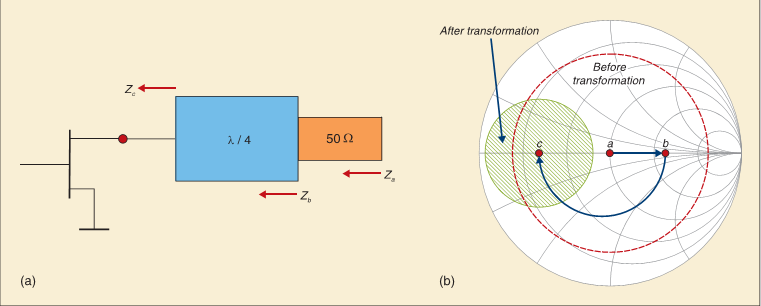 Z_c
λ / 4
50 Ω
Z_a
Z_b
(a)
After transformation
Before
transformation
c
a
b
(b)